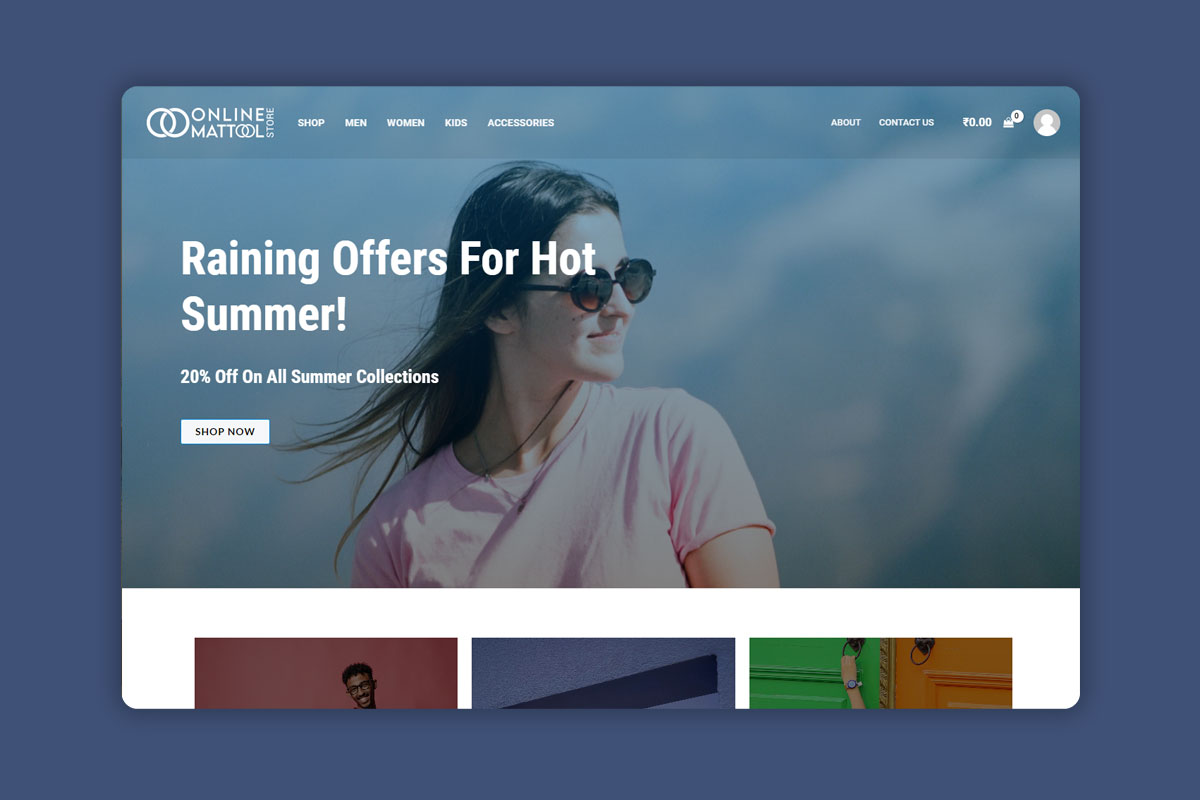 ONLINE
MATTOOL
STORE
SHOP MEN WOMEN KIDS ACCESSORIES
ABOUT CONTACT US ₹0.00 0
Raining Offers For Hot
Summer!
20% Off On All Summer Collections
SHOP NOW